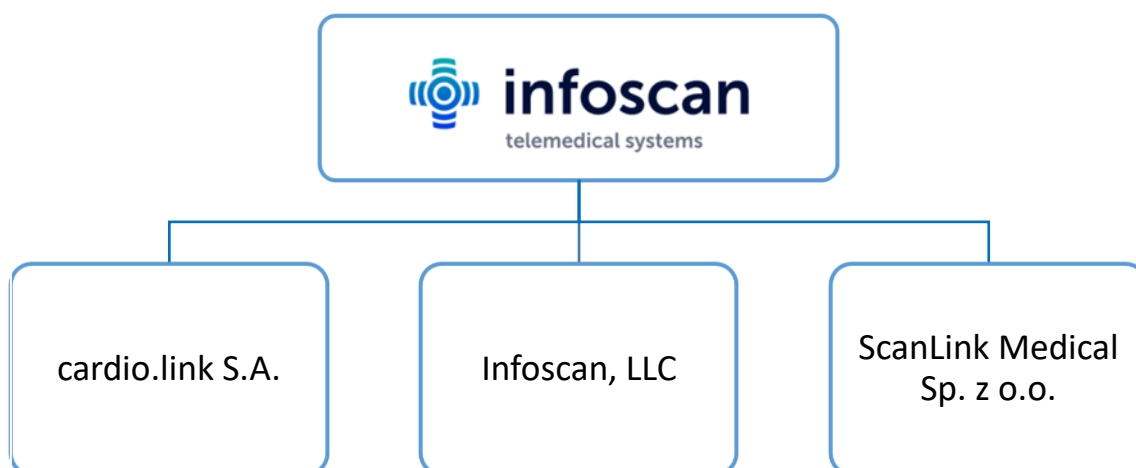 infoscan
telemedical systems
cardio.link S.A.
Infoscan, LLC
ScanLink Medical
Sp. z o.o.